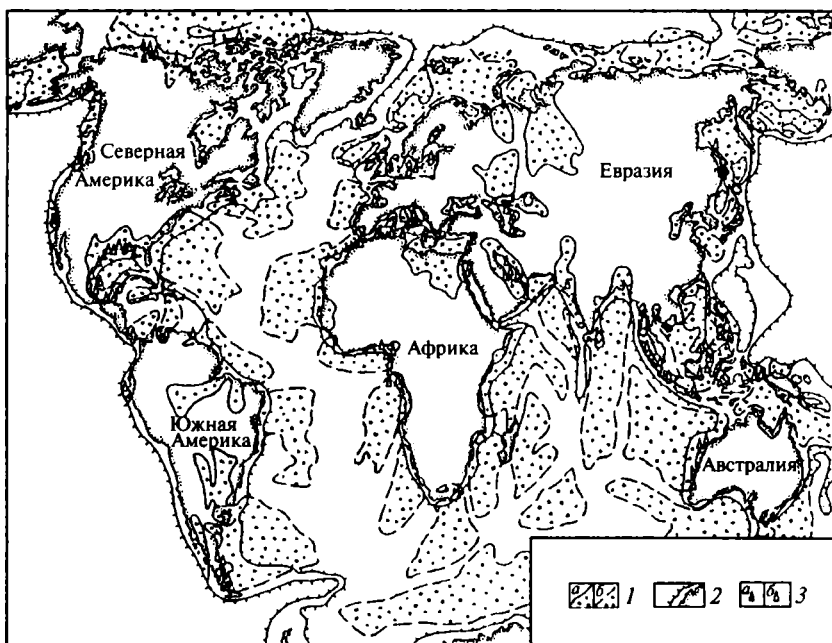 Северная
Америка
Евразия
Африка
Южная
Америка
Австралия
а б 1 2 а б 3